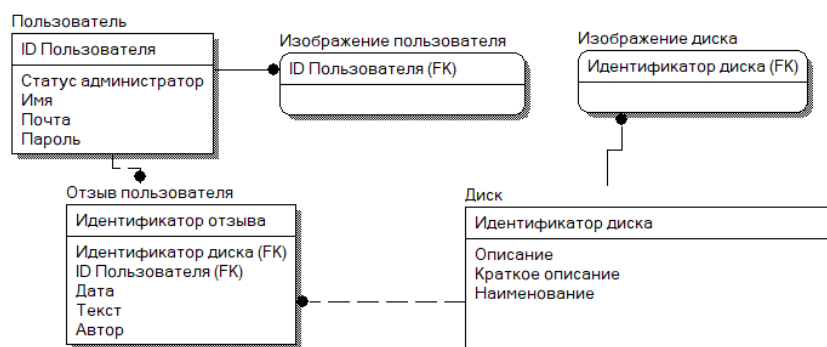 Пользователь
ID Пользователя
Статус администратор
Имя
Почта
Пароль
Изображение пользователя
ID Пользователя (FK)
Изображение диска
Идентификатор диска (FK)
Отзыв пользователя
Идентификатор отзыва
Идентификатор диска (FK)
ID Пользователя (FK)
Дата
Текст
Автор
Диск
Идентификатор диска
Описание
Краткое описание
Наименование